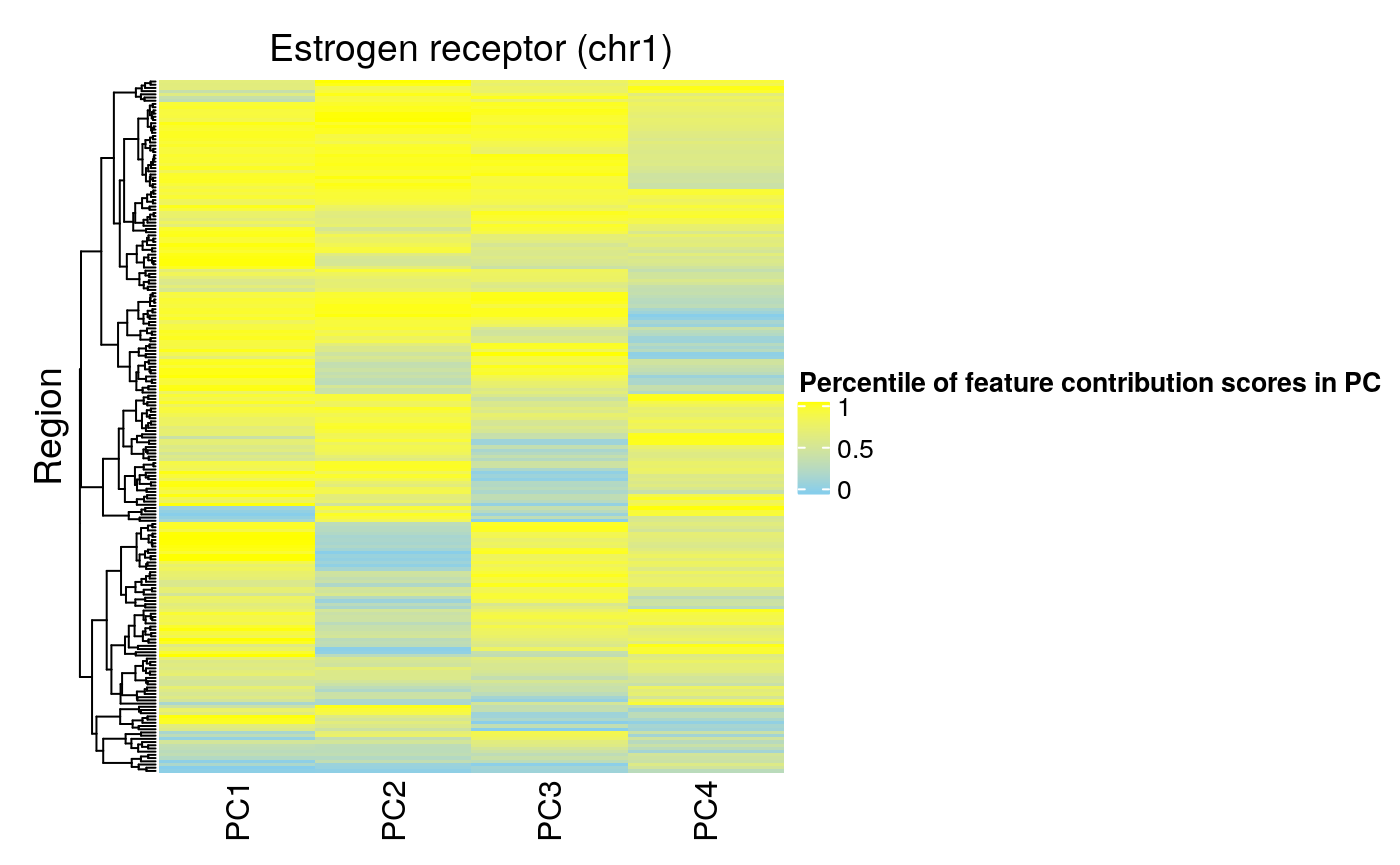 Estrogen receptor (chr1)
Region
Percentile of feature contribution scores in PC
1
0.5
0
PC1
PC2
PC3
PC4